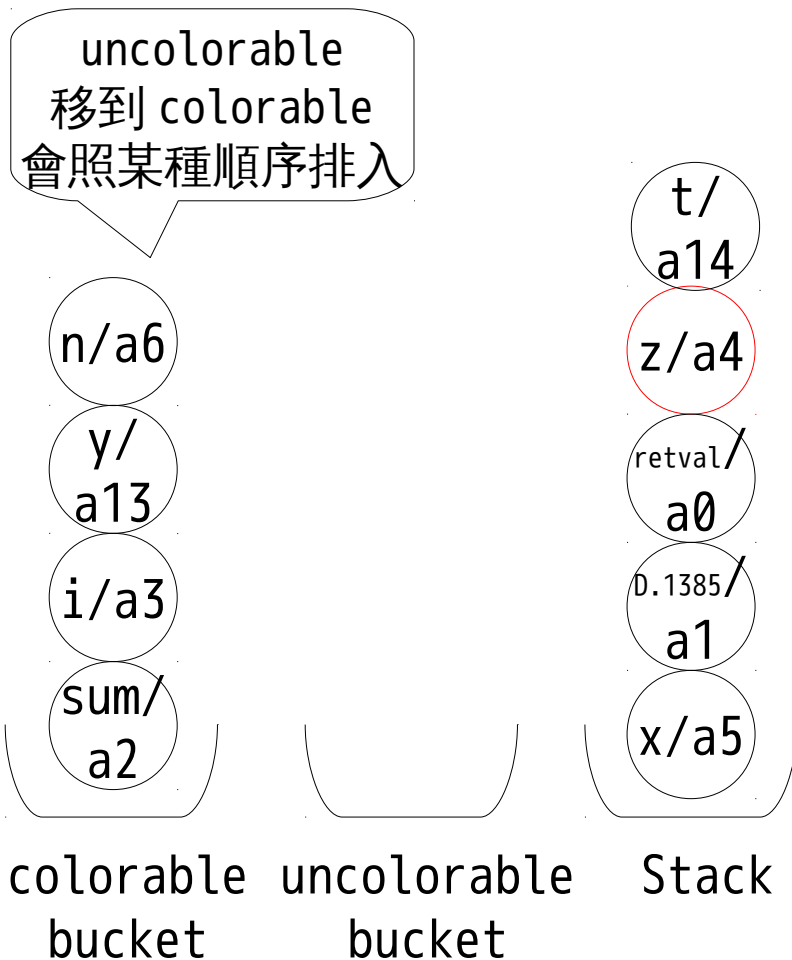 uncolorable
移到 colorable
會照某種順序排入
n/a6
y/
a13
i/a3
sum/
a2
t/
a14
z/a4
retval/
a0
D.1385/
a1
x/a5
colorable
bucket
uncolorable
bucket
Stack